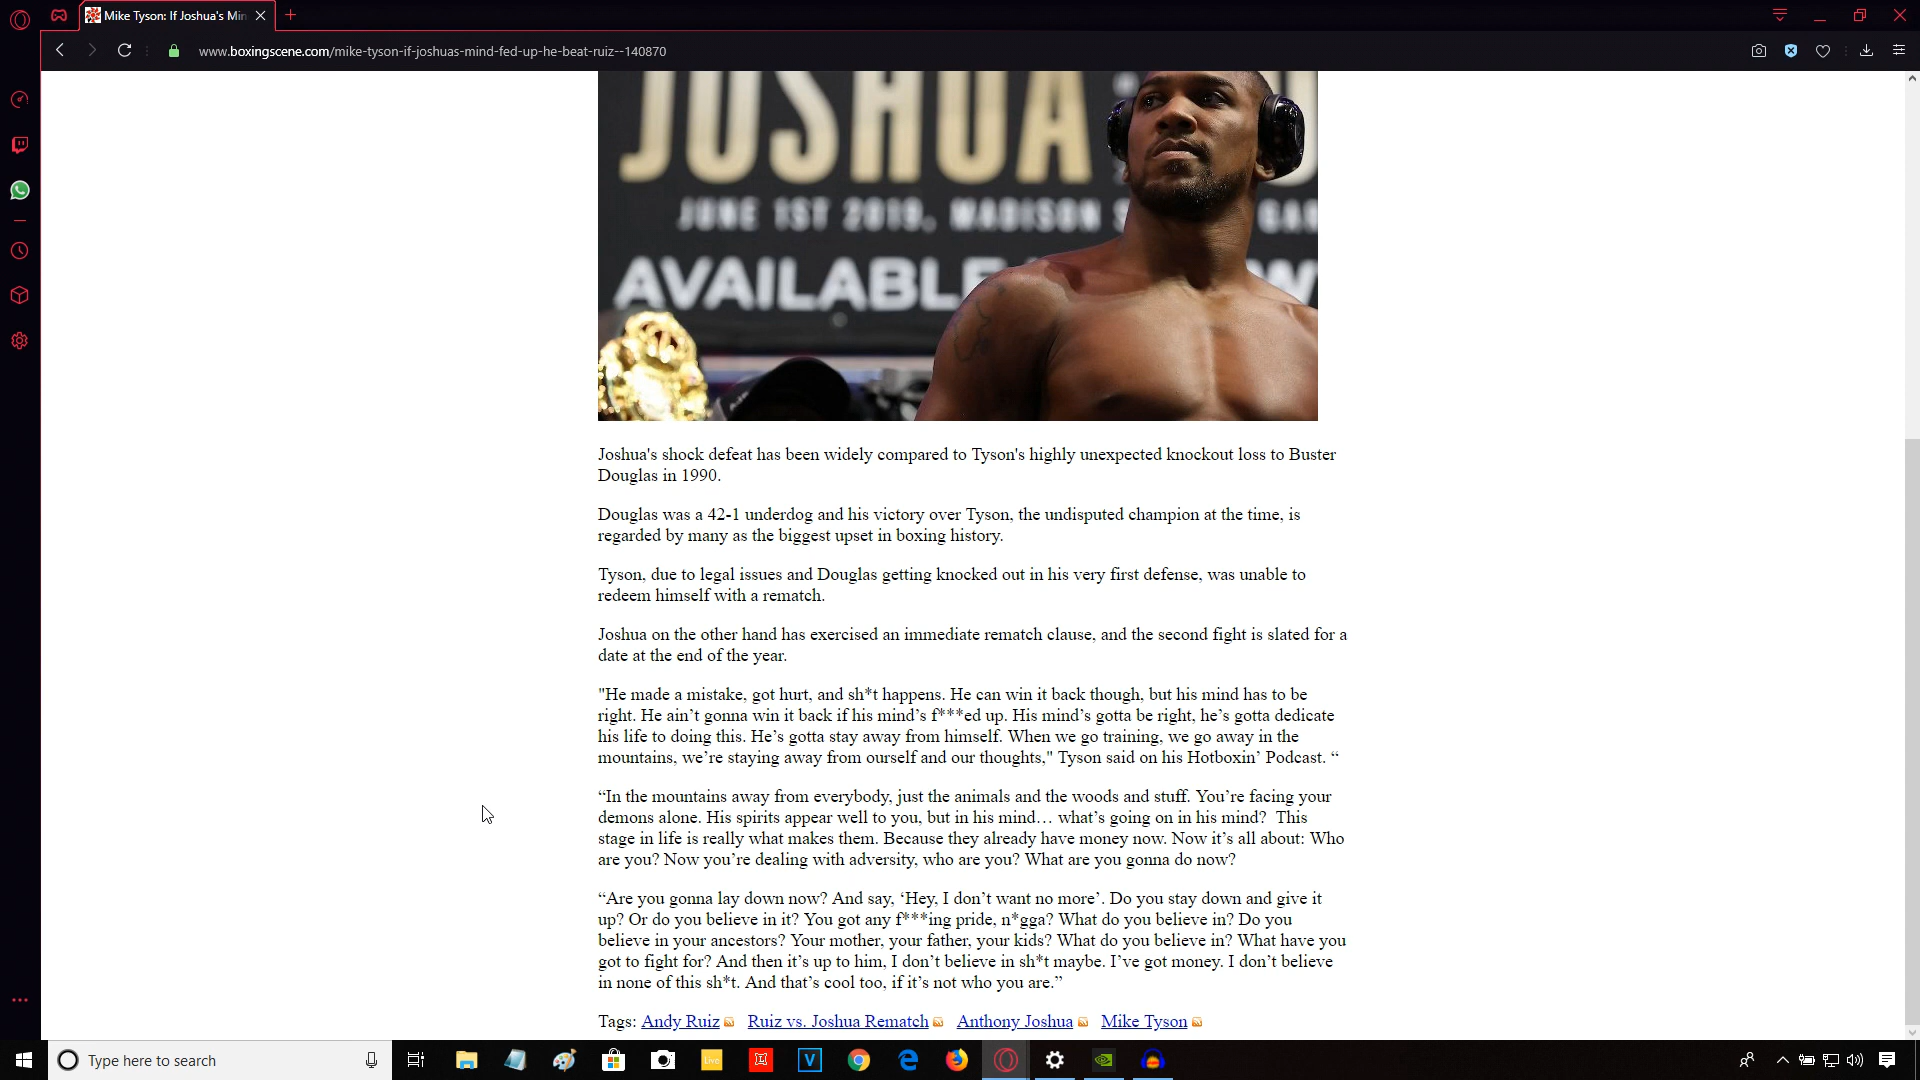 Mike Tyson: If Joshua's Min
www.boxingscene.com/mike-tyson-if-joshuas-mind-fed-up-he-beat-ruiz--140870
JOSHUA
JUNE 1ST 2019, MADISON S GAR
AVAILABLE
Joshua's shock defeat has been widely compared to Tyson's highly unexpected knockout loss to Buster
Douglas in 1990.
Douglas was a 42-1 underdog and his victory over Tyson, the undisputed champion at the time, is
regarded by many as the biggest upset in boxing history.
Tyson, due to legal issues and Douglas getting knocked out in his very first defense, was unable to
redeem himself with a rematch.
Joshua on the other hand has exercised an immediate rematch clause, and the second fight is slated for a
date at the end of the year.
"He made a mistake, got hurt, and sh*t happens. He can win it back though, but his mind has to be
right. He ain’t gonna win it back if his mind’s f***ed up. His mind’s gotta be right, he’s gotta dedicate
his life to doing this. He’s gotta stay away from himself. When we go training, we go away in the
mountains, we’re staying away from ourself and our thoughts," Tyson said on his Hotboxin’ Podcast. “
“In the mountains away from everybody, just the animals and the woods and stuff. You’re facing your
demons alone. His spirits appear well to you, but in his mind… what’s going on in his mind?  This
stage in life is really what makes them. Because they already have money now. Now it’s all about: Who
are you? Now you’re dealing with adversity, who are you? What are you gonna do now?
“Are you gonna lay down now? And say, ‘Hey, I don’t want no more’. Do you stay down and give it
up? Or do you believe in it? You got any f***ing pride, n*gga? What do you believe in? Do you
believe in your ancestors? Your mother, your father, your kids? What do you believe in? What have you
got to fight for? And then it’s up to him, I don’t believe in sh*t maybe. I’ve got money. I don’t believe
in none of this sh*t. And that’s cool too, if it’s not who you are.”
Tags: Andy Ruiz Ruiz vs. Joshua Rematch Anthony Joshua Mike Tyson
Type here to search